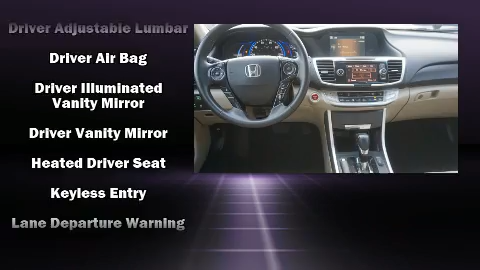 Driver Adjustable Lumbar
Driver Air Bag
Driver Illuminated
Vanity Mirror
Driver Vanity Mirror
Heated Driver Seat
Keyless Entry
Lane Departure Warning